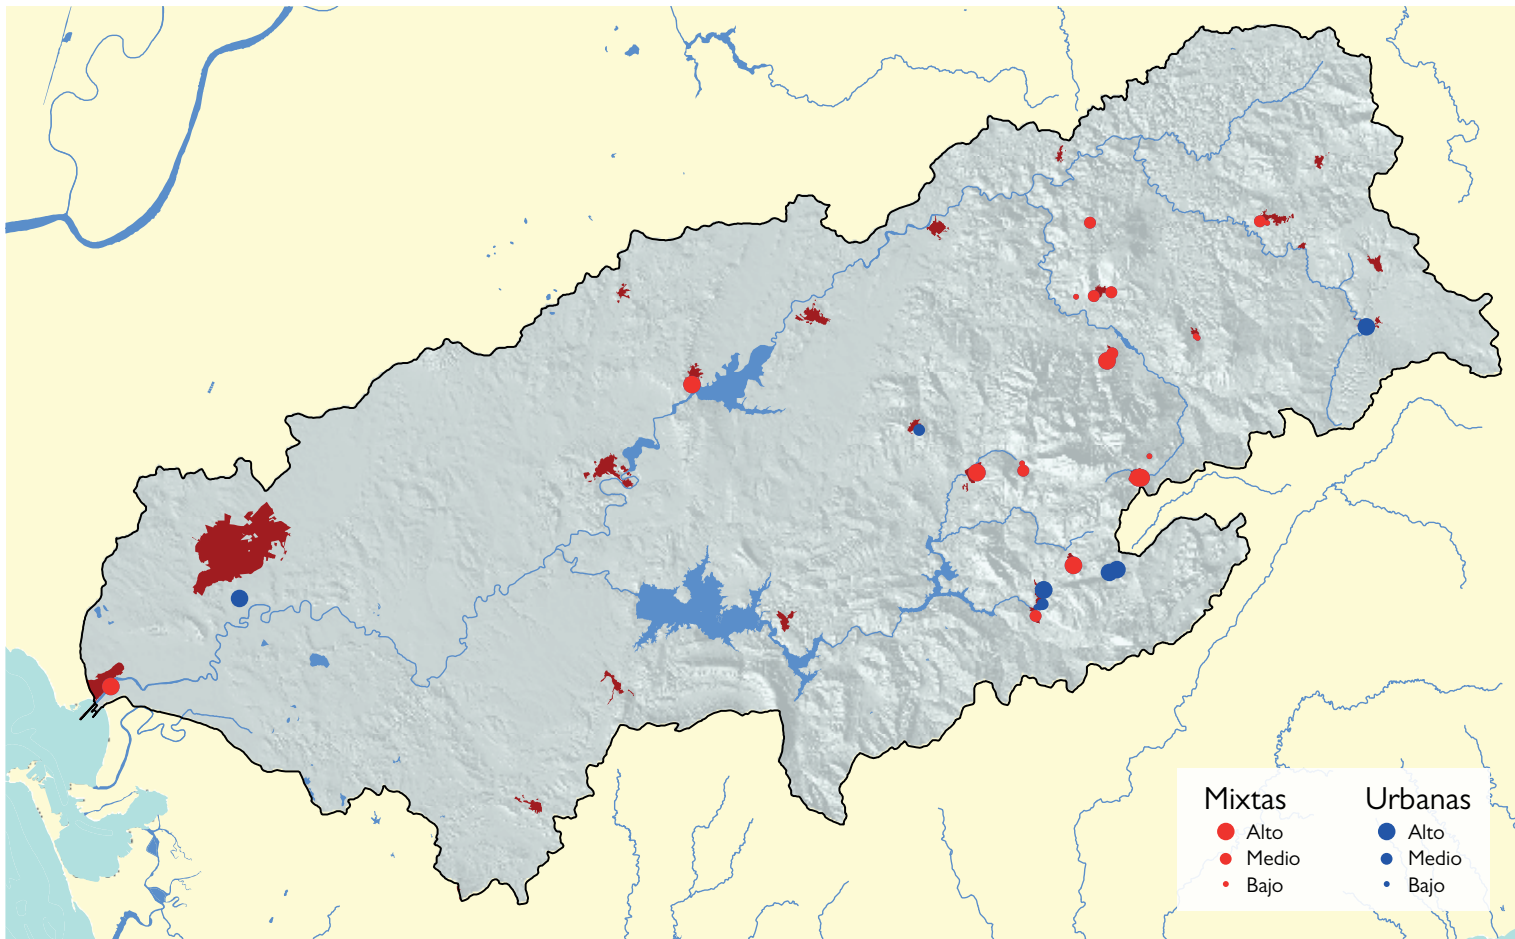 Mixtas
Alto
Medio
Bajo
Urbanas
Alto
Medio
Bajo